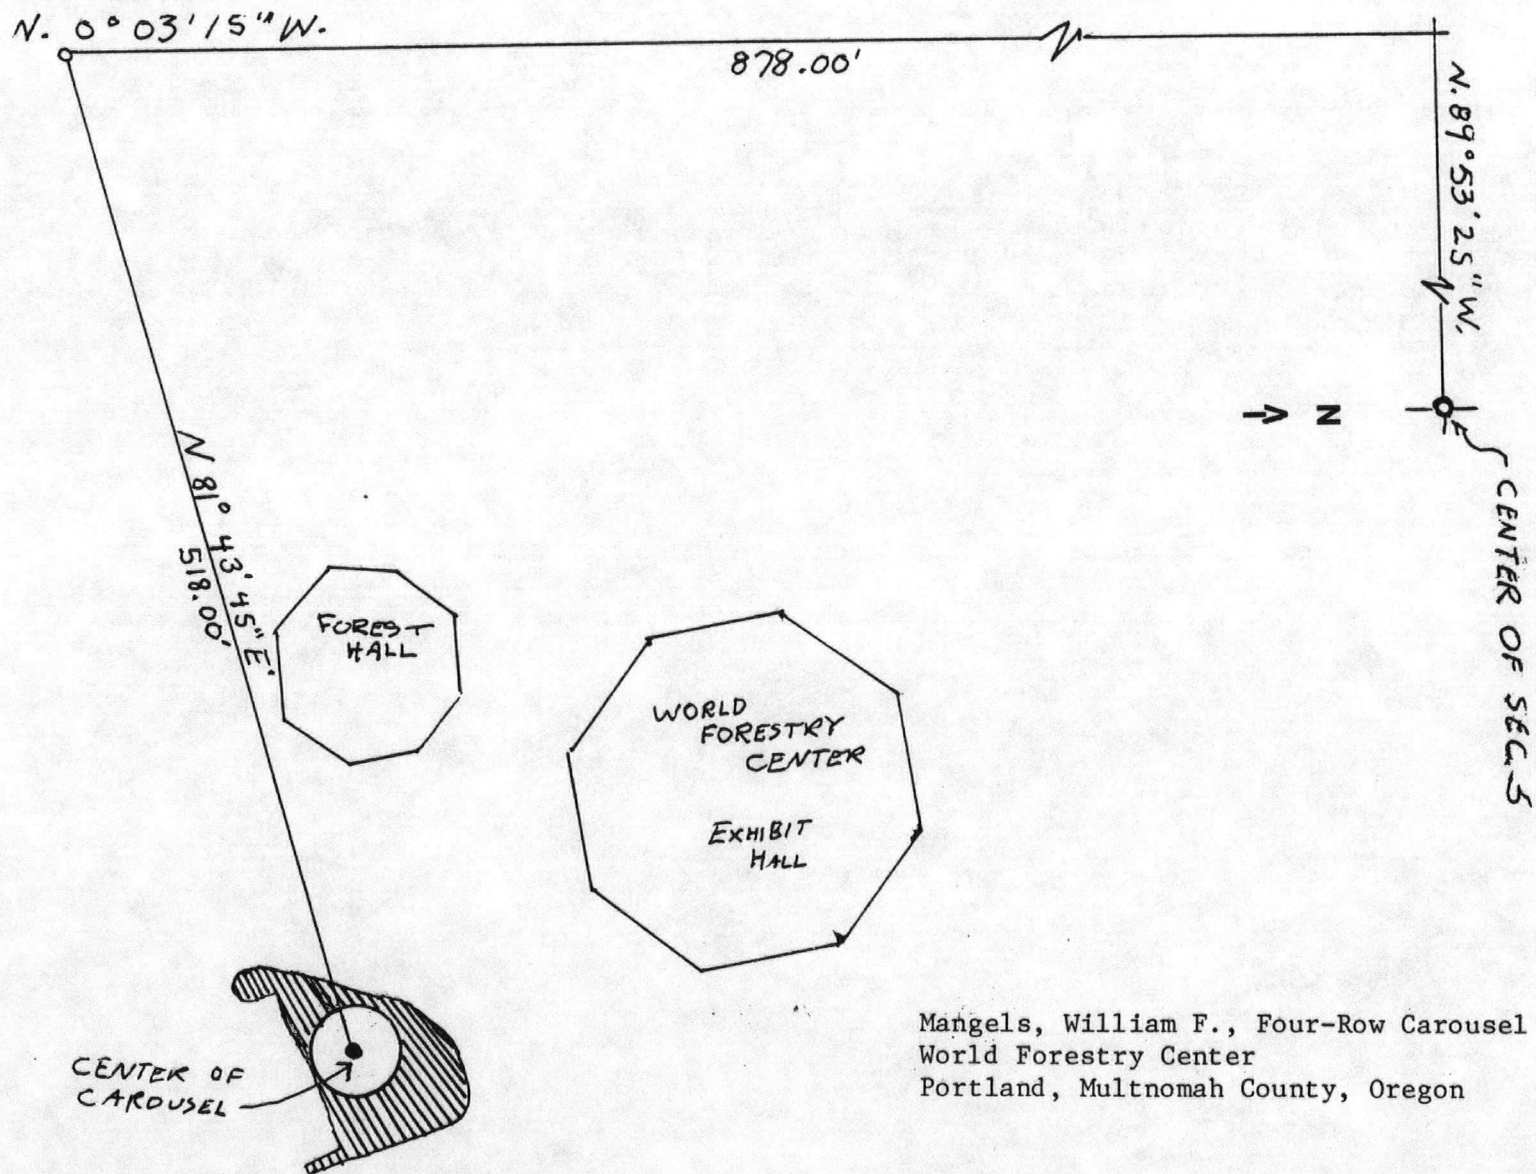 N. 0° 03' 15" W.
878.00'
N. 89° 53' 25" W.
N
CENTER OF SEC. 5
N 81° 43' 45" E.
518.00'
FOREST
HALL
WORLD
FORESTRY
CENTER
EXHIBIT
HALL
CENTER OF
CAROUSEL
Mangels, William F., Four-Row Carousel
World Forestry Center
Portland, Multnomah County, Oregon